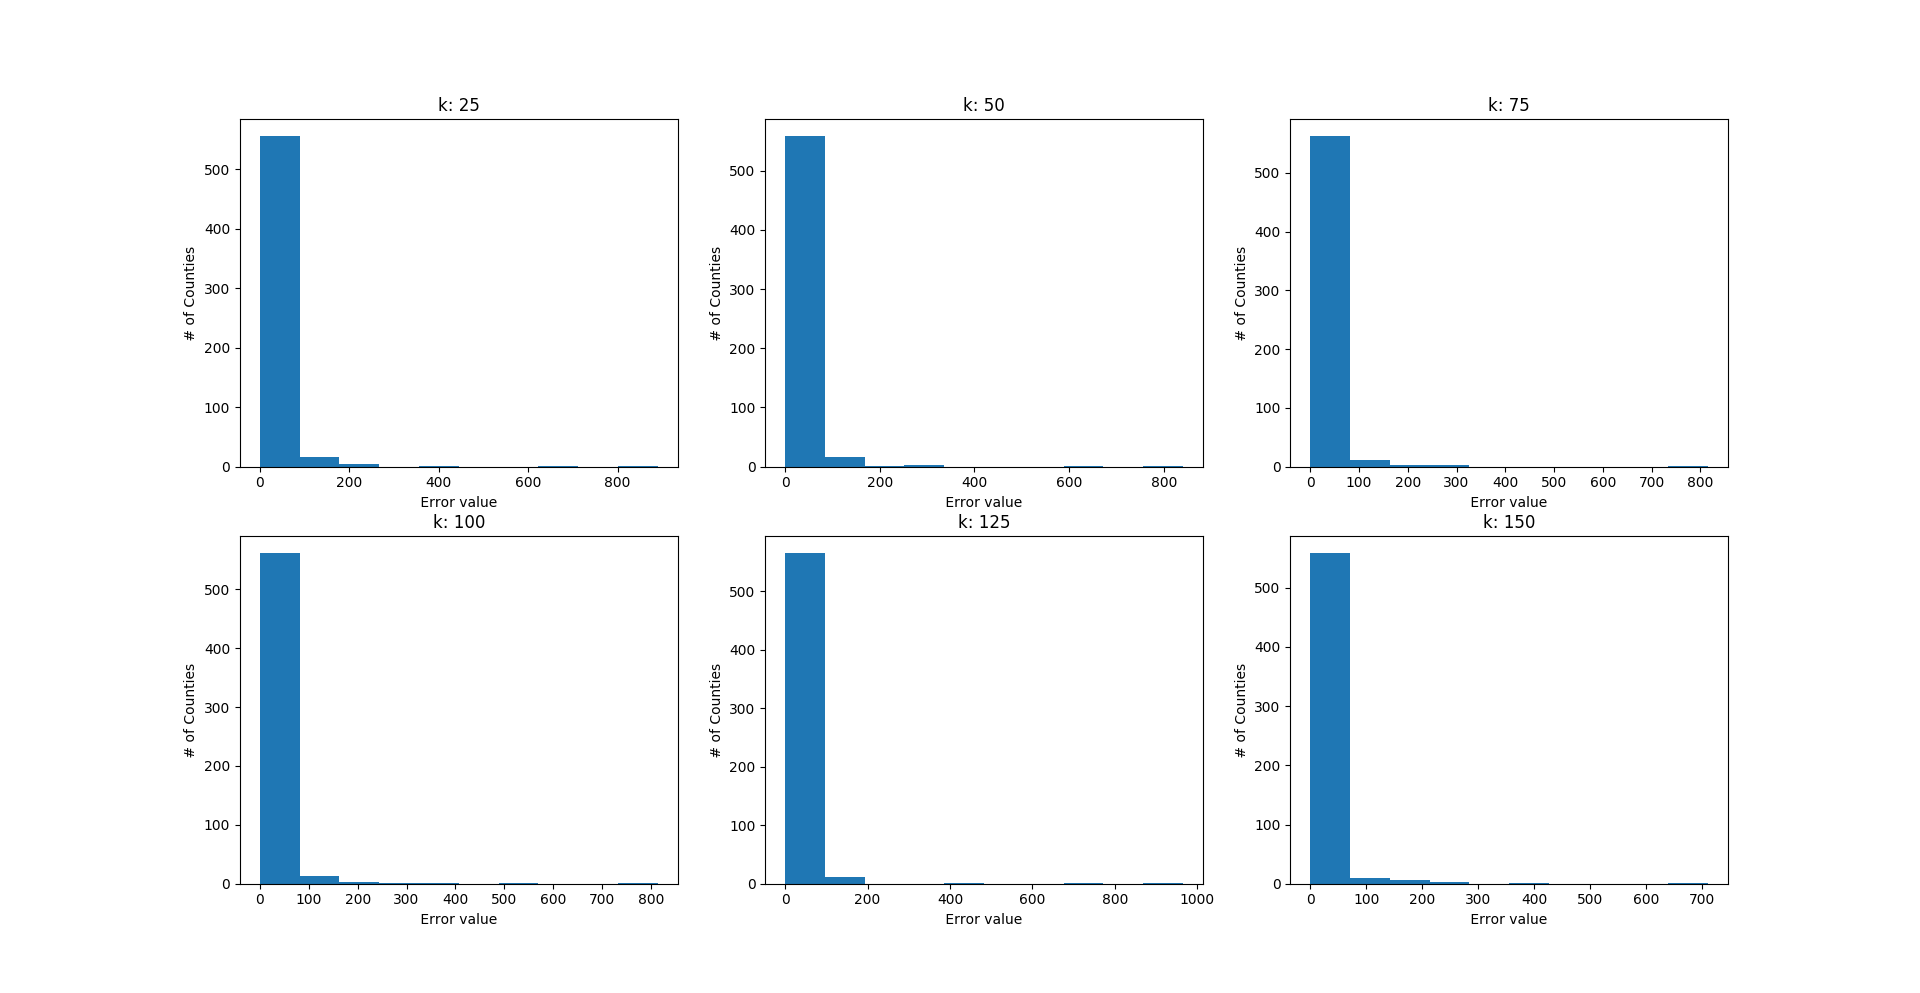 k: 25
k: 50
k: 75
# of Counties
500
400
300
200
100
0
0 200 400 600 800
Error value
# of Counties
500
400
300
200
100
0
0 200 400 600 800
Error value
# of Counties
500
400
300
200
100
0
0 100 200 300 400 500 600 700 800
Error value
k: 100
k: 125
k: 150
# of Counties
500
400
300
200
100
0
0 100 200 300 400 500 600 700 800
Error value
# of Counties
500
400
300
200
100
0
0 200 400 600 800 1000
Error value
# of Counties
500
400
300
200
100
0
0 100 200 300 400 500 600 700
Error value